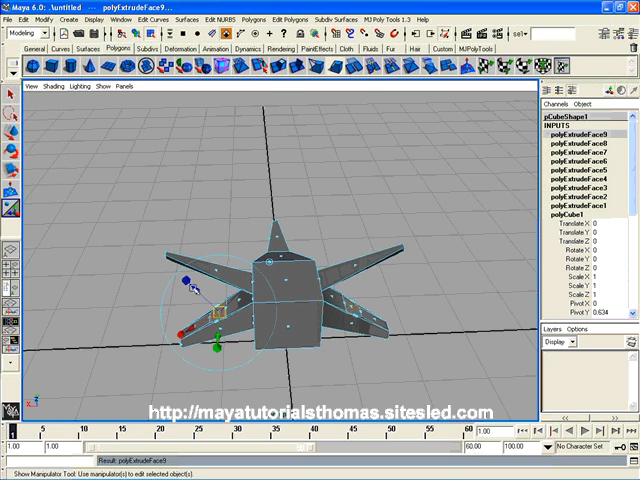 Maya 6.0: .\untitled -- polyExtrudeFace9...
File Edit Modify Create Display Window Edit Curves Surfaces Edit NURBS Polygons Edit Polygons Subdiv Surfaces MJ Poly Tools 1.3 Help
Modeling
sel
General Curves Surfaces Polygons Subdivs Deformation Animation Dynamics Rendering PaintEffects Cloth Fluids Fur Hair Custom MJPolyTools
View Shading Lighting Show Panels
Channels Object
pCubeShape1
INPUTS
polyExtrudeFace9
polyExtrudeFace8
polyExtrudeFace7
polyExtrudeFace6
polyExtrudeFace5
polyExtrudeFace4
polyExtrudeFace3
polyExtrudeFace2
polyExtrudeFace1
polyCube1
Translate X 0
Translate Y 0
Translate Z 0
Rotate X 0
Rotate Y 0
Rotate Z 0
Scale X 1
Scale Y 1
Scale Z 1
Pivot X 0
Pivot Y 0.634
Layers Options
Display
http://mayatutorialsthomas.sitesled.com
1 5 10 15 20 25 30 35 40 45 50 55 60 1.00
1.00 1.00 60.00 100.00 No Character Set
Result: polyExtrudeFace9
Show Manipulator Tool: Use manipulator(s) to edit selected object(s).